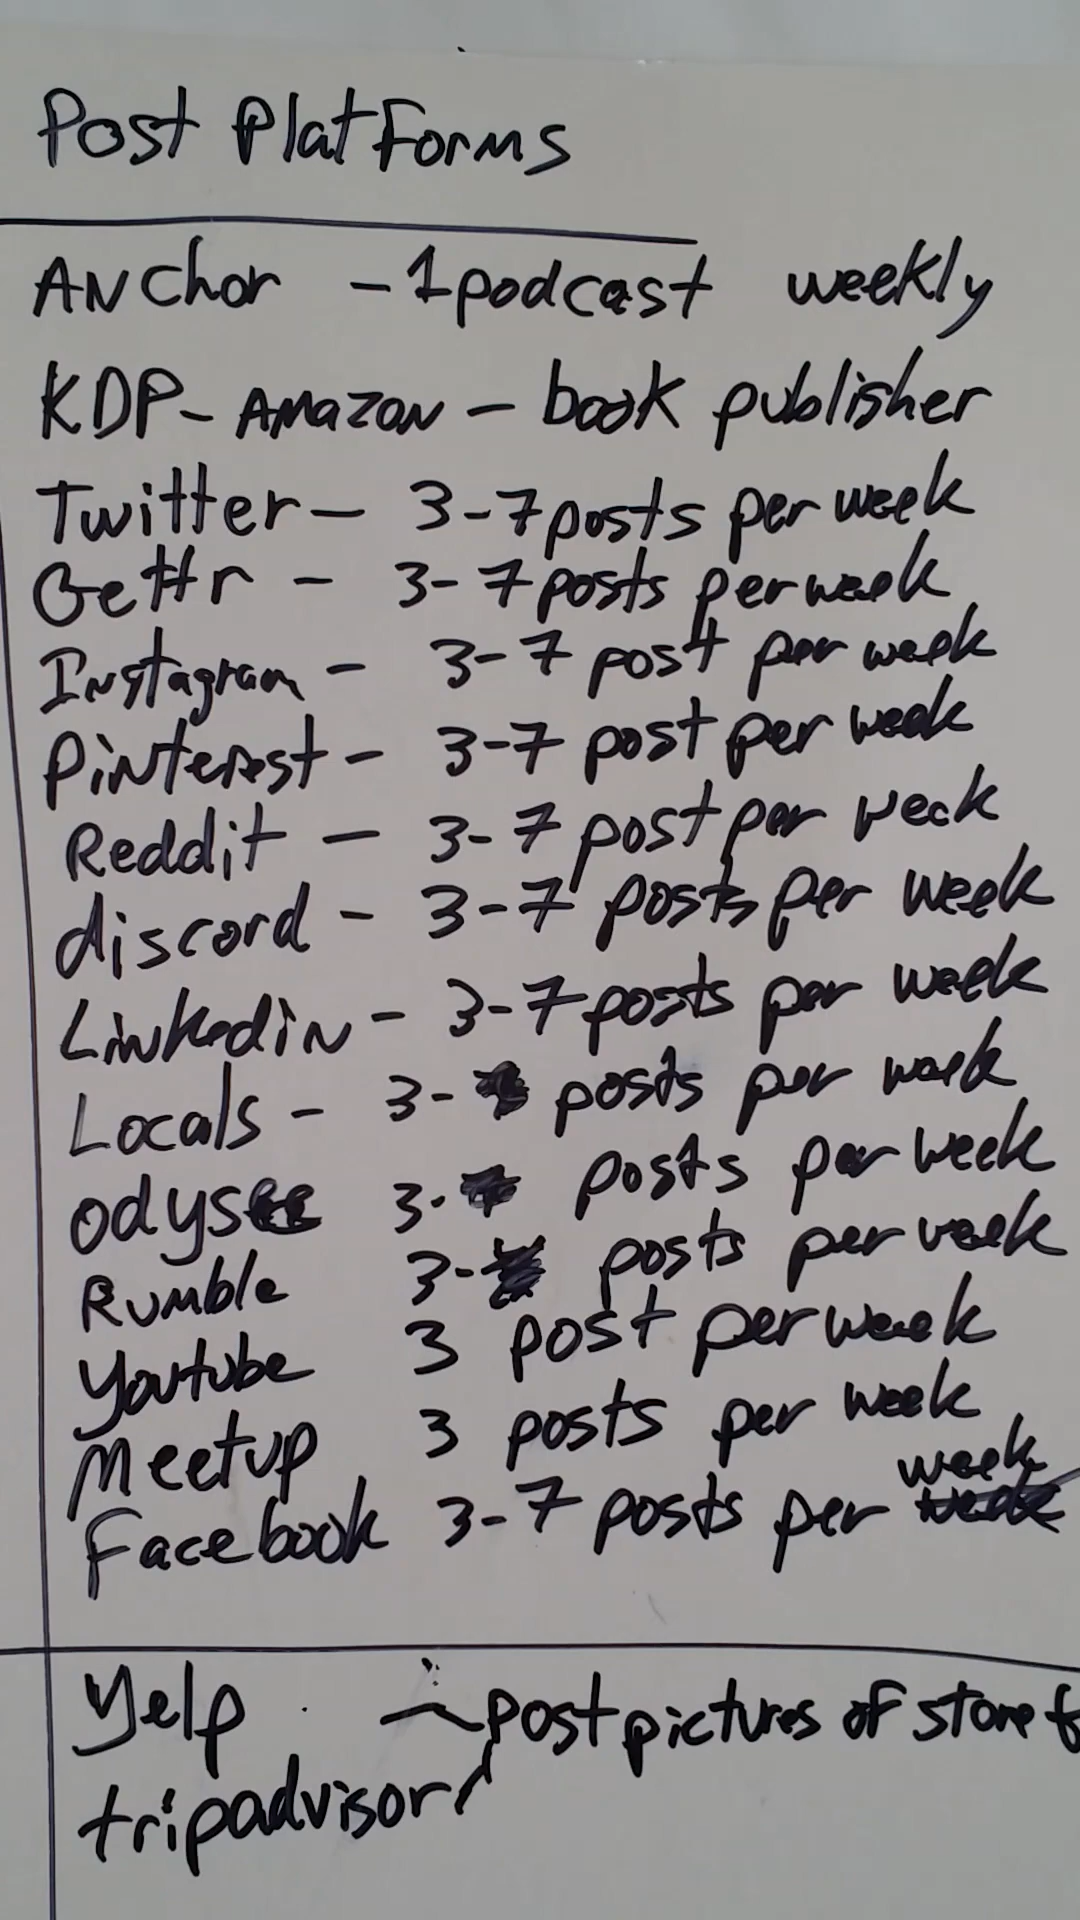 Post Platforms
Anchor - 1 podcast weekly
KDP - Amazon - book publisher
Twitter - 3-7 posts per week
Gettr - 3-7 posts per week
Instagram - 3-7 post per week
Pinterest - 3-7 post per week
Reddit - 3-7 post per week
discord - 3-7 posts per week
Linkedin - 3-7 posts per week
Locals - 3- posts per week
odysee 3- posts per week
Rumble 3- posts per week
Youtube 3 post per week
Meetup 3 posts per week
Facebook 3-7 posts per week
Yelp - post pictures of store
tripadvisor